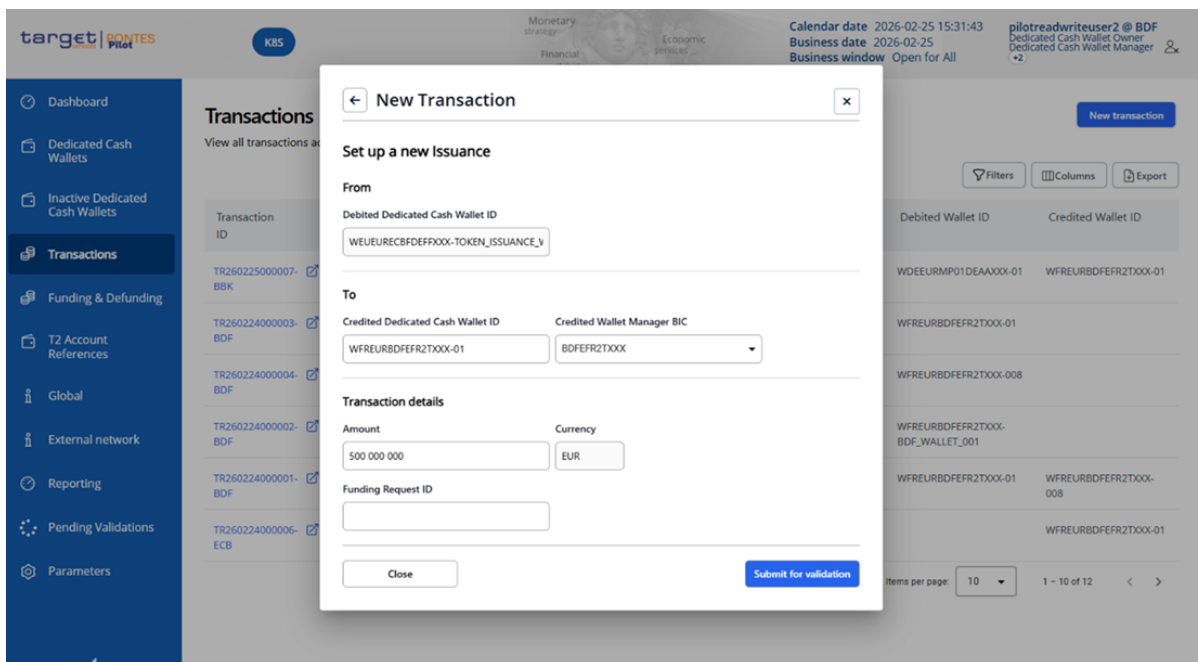 target | PONTES
services Pilot
K8S
Monetary
strategy
Economic
services
Financial
Calendar date 2026-02-25 15:31:43
Business date 2026-02-25
Business window Open for All
pilotreadwriteuser2 @ BDF
Dedicated Cash Wallet Owner
Dedicated Cash Wallet Manager
+2
Dashboard
Dedicated Cash
Wallets
Inactive Dedicated
Cash Wallets
Transactions
Funding & Defunding
T2 Account
References
Global
External network
Reporting
Pending Validations
Parameters
Transactions
View all transactions
New transaction
Filters
Columns
Export
Transaction
ID
Debited Wallet ID
Credited Wallet ID
TR260225000007-
BBK
WDEEURMP01DEAAXXX-01
WFREURBDFEFR2TXXX-01
TR260224000003-
BDF
WFREURBDFEFR2TXXX-01
TR260224000004-
BDF
WFREURBDFEFR2TXXX-008
TR260224000002-
BDF
WFREURBDFEFR2TXXX-
BDF_WALLET_001
TR260224000001-
BDF
WFREURBDFEFR2TXXX-01
WFREURBDFEFR2TXXX-
008
TR260224000006-
ECB
WFREURBDFEFR2TXXX-01
Items per page: 10
1 – 10 of 12
New Transaction
Set up a new Issuance
From
Debited Dedicated Cash Wallet ID
WEUEURECBFDEFFXXX-TOKEN_ISSUANCE_
To
Credited Dedicated Cash Wallet ID
Credited Wallet Manager BIC
WFREURBDFEFR2TXXX-01
BDFEFR2TXXX
Transaction details
Amount
Currency
500 000 000
EUR
Funding Request ID
Close
Submit for validation